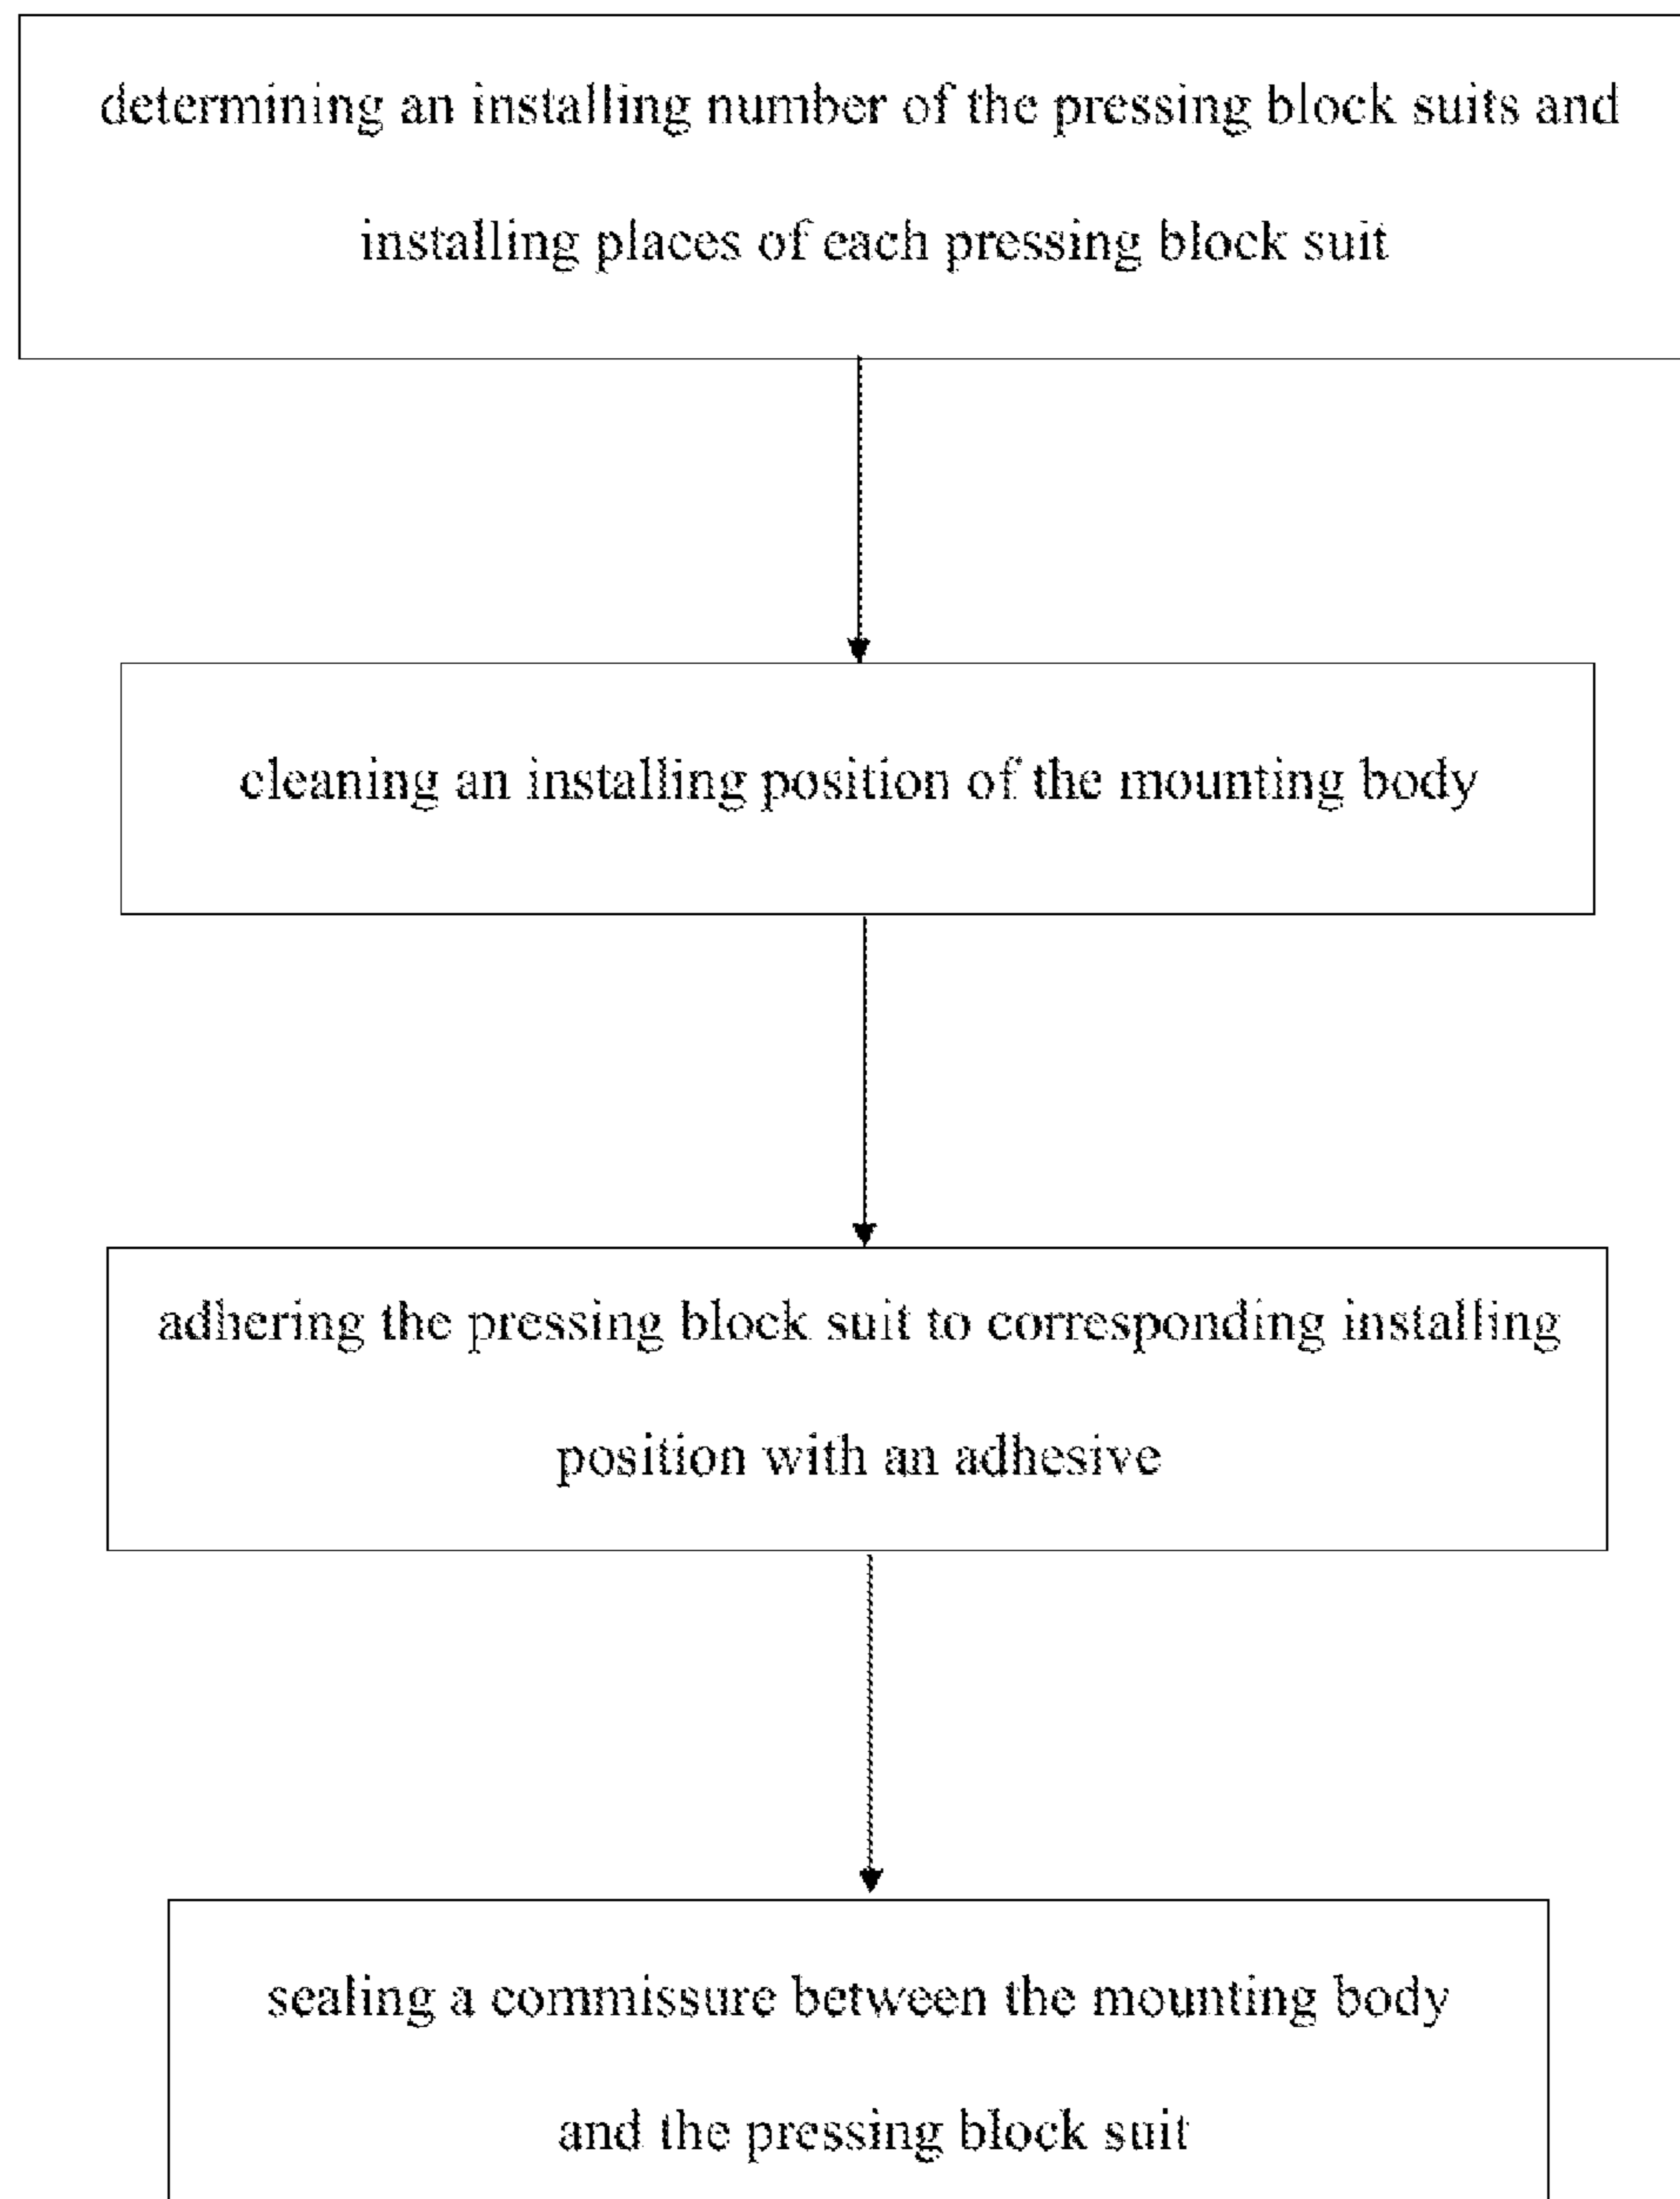 determining an installing number of the pressing block suits and
installing places of each pressing block suit
cleaning an installing position of the mounting body
adhering the pressing block suit to corresponding installing
position with an adhesive
sealing a commissure between the mounting body
and the pressing block suit